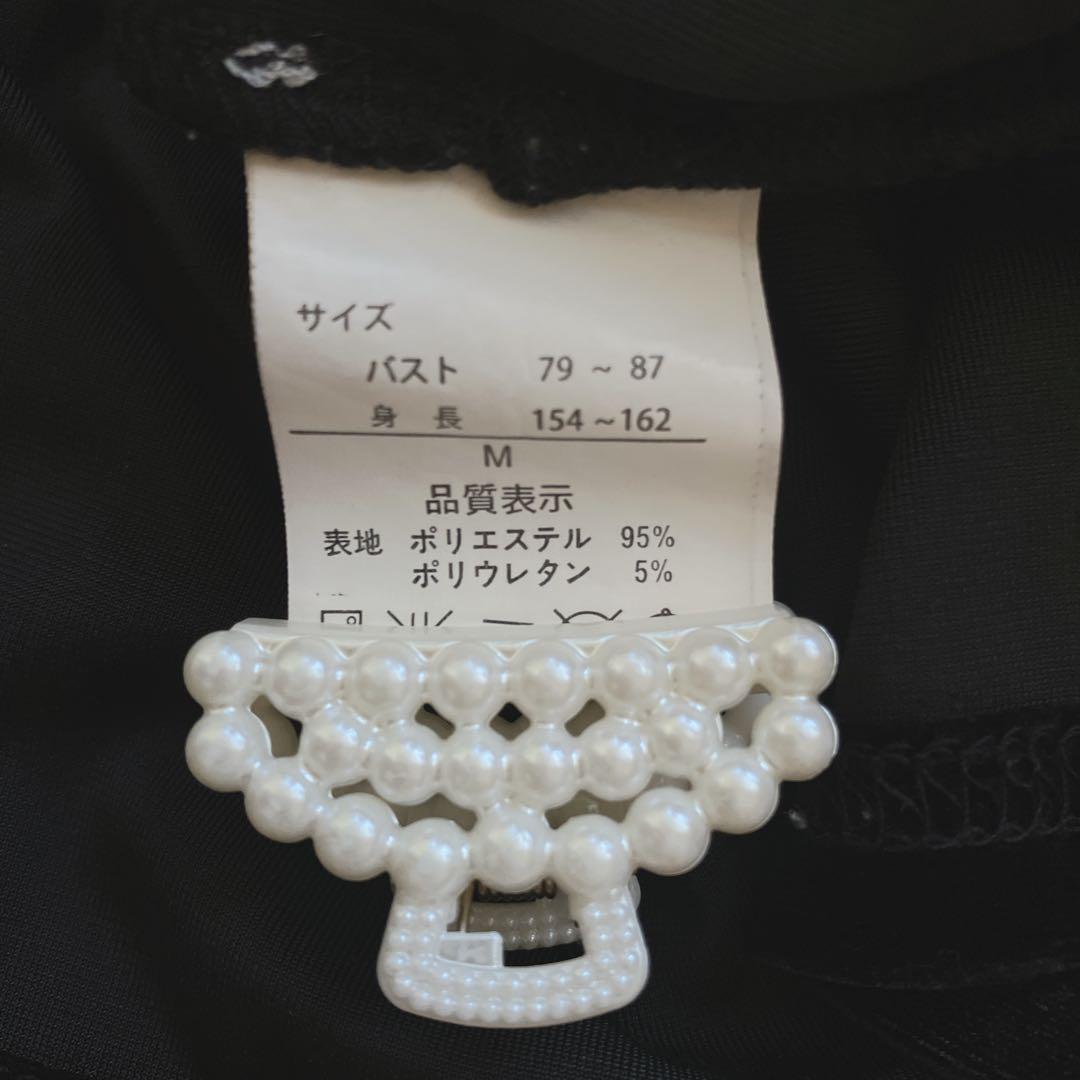 サイズ
バスト 79 ~ 87
身 長 154 ~ 162
M
品質表示
表地 ポリエステル 95%
ポリウレタン 5%